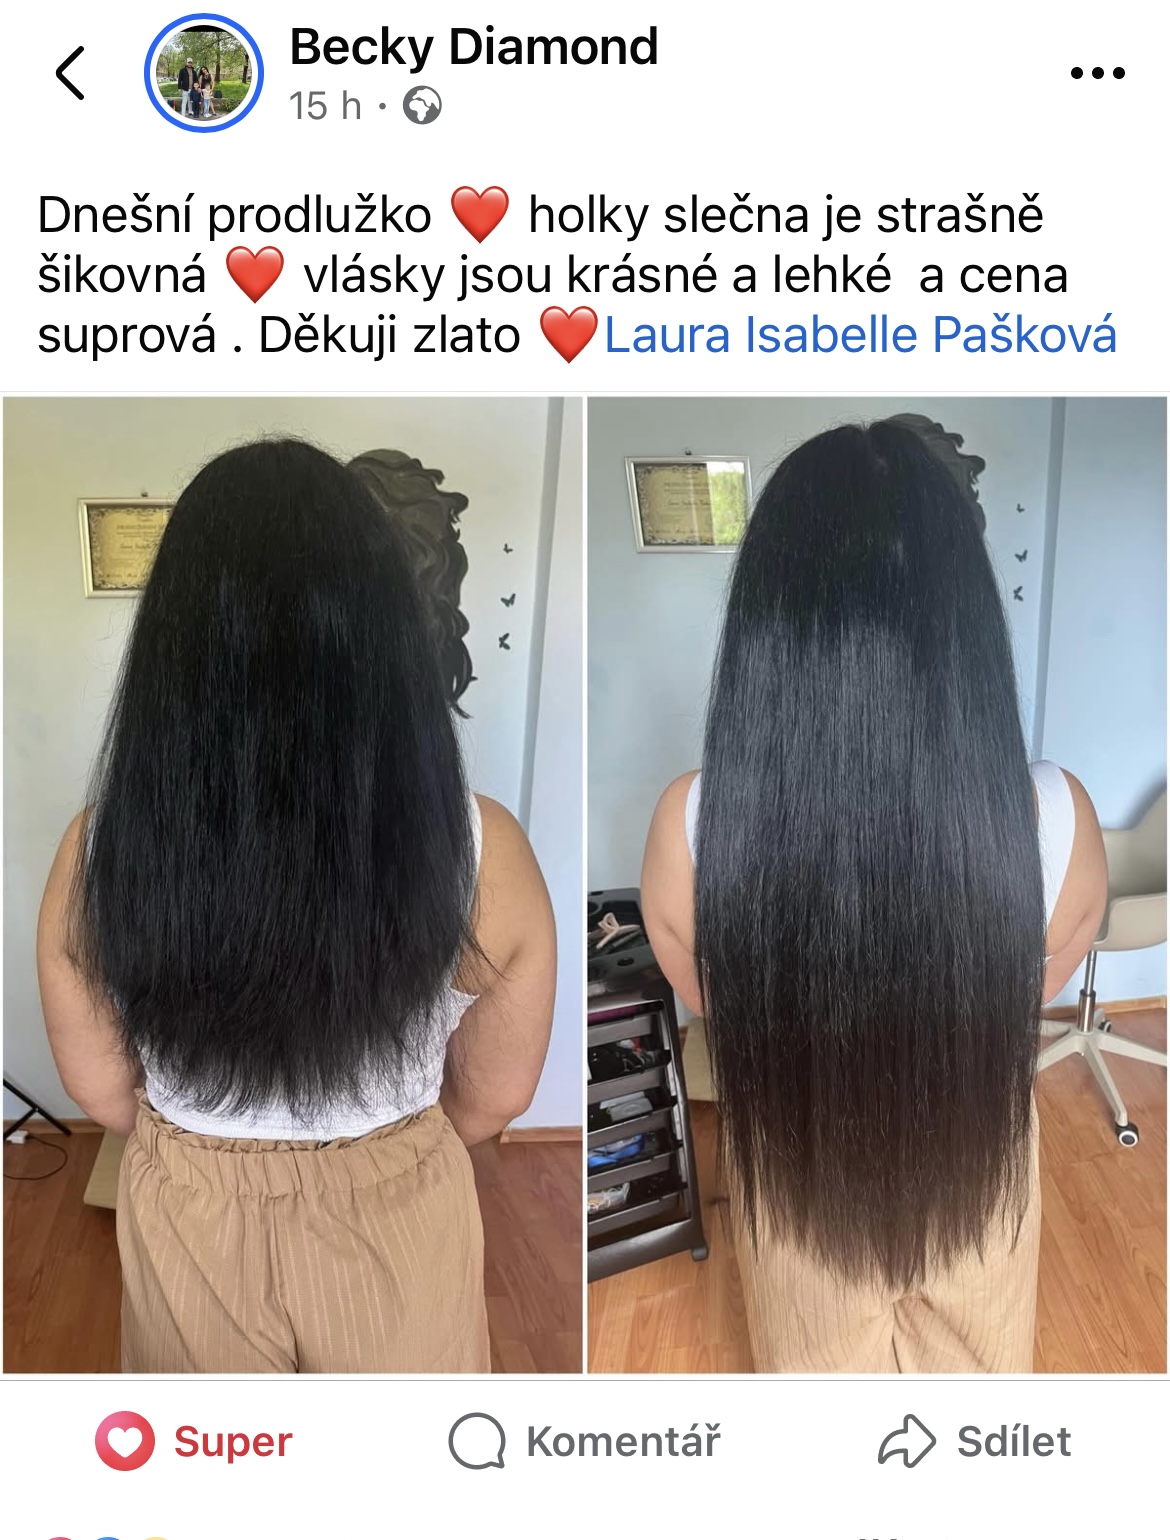 Becky Diamond
15 h ·
Dnešní prodlužko ❤️ holky slečna je strašně
šikovná ❤️ vlásky jsou krásné a lehké  a cena
suprová . Děkuji zlato ❤️Laura Isabelle Pašková
Super
Komentář
Sdílet